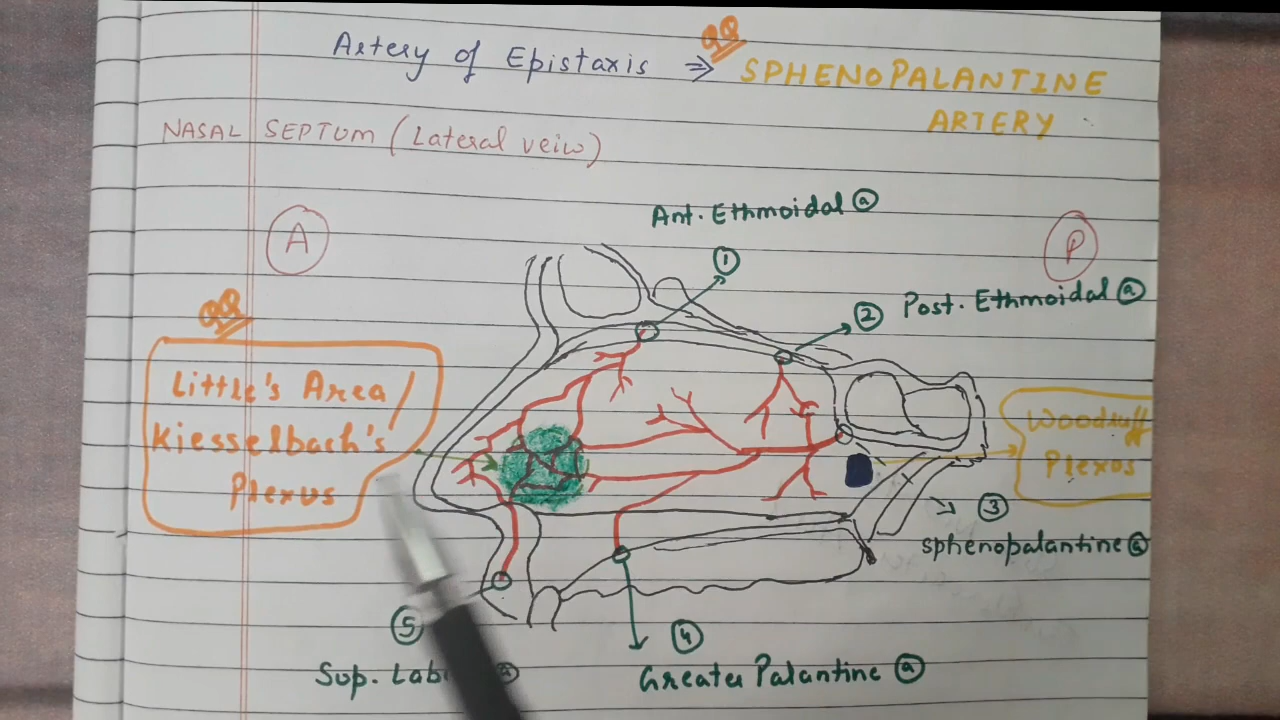 Artery of Epistaxis ⇒ SPHENOPALANTINE
ARTERY
NASAL SEPTUM (Lateral veiw)
Ant. Ethmoidal ⓐ
A
P
①
Post. Ethmoidal ⓐ
②
Little's Area/
Kiesselbach's
Plexus
Woodruff
Plexus
③
sphenopalantine ⓐ
⑤
④
Sup. Lab
Greater Palantine ⓐ